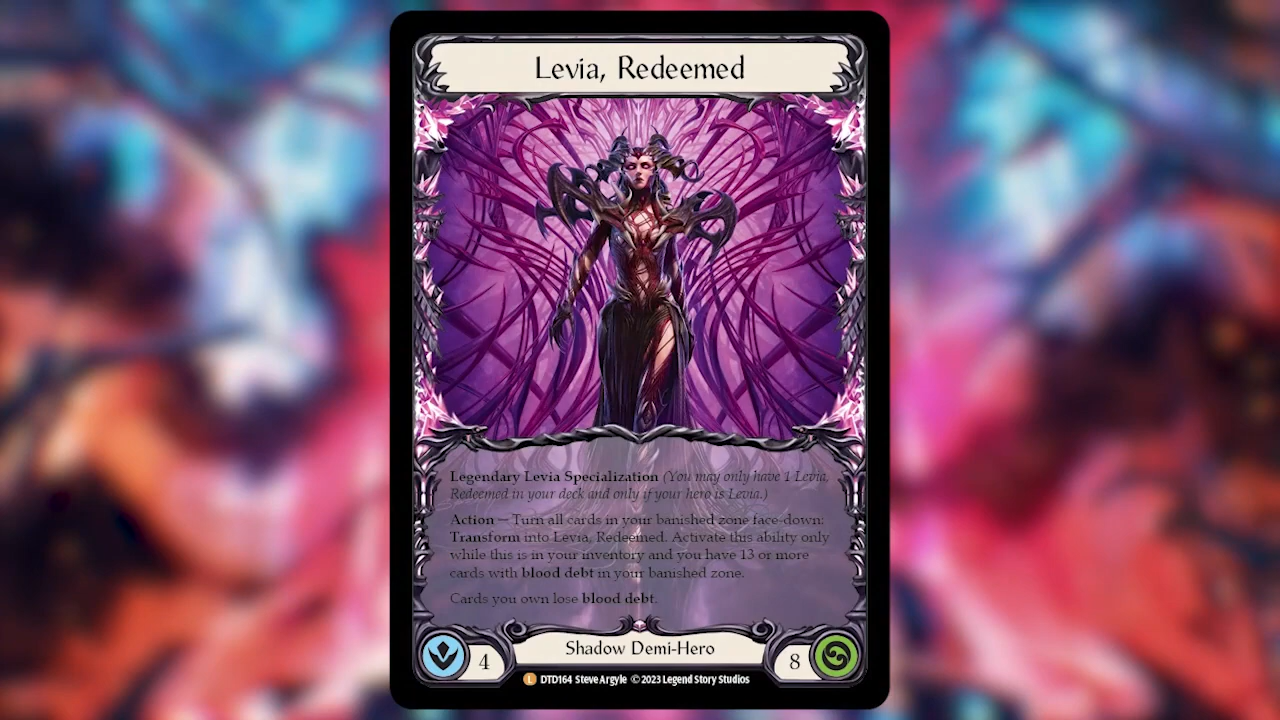 Levia, Redeemed
Legendary Levia Specialization (You may only have 1 Levia,
Redeemed in your deck and only if your hero is Levia.)
Action — Turn all cards in your banished zone face-down:
Transform into Levia, Redeemed. Activate this ability only
while this is in your inventory and you have 13 or more
cards with blood debt in your banished zone.
Cards you own lose blood debt.
4
Shadow Demi-Hero
8
L DTD164 Steve Argyle © 2023 Legend Story Studios